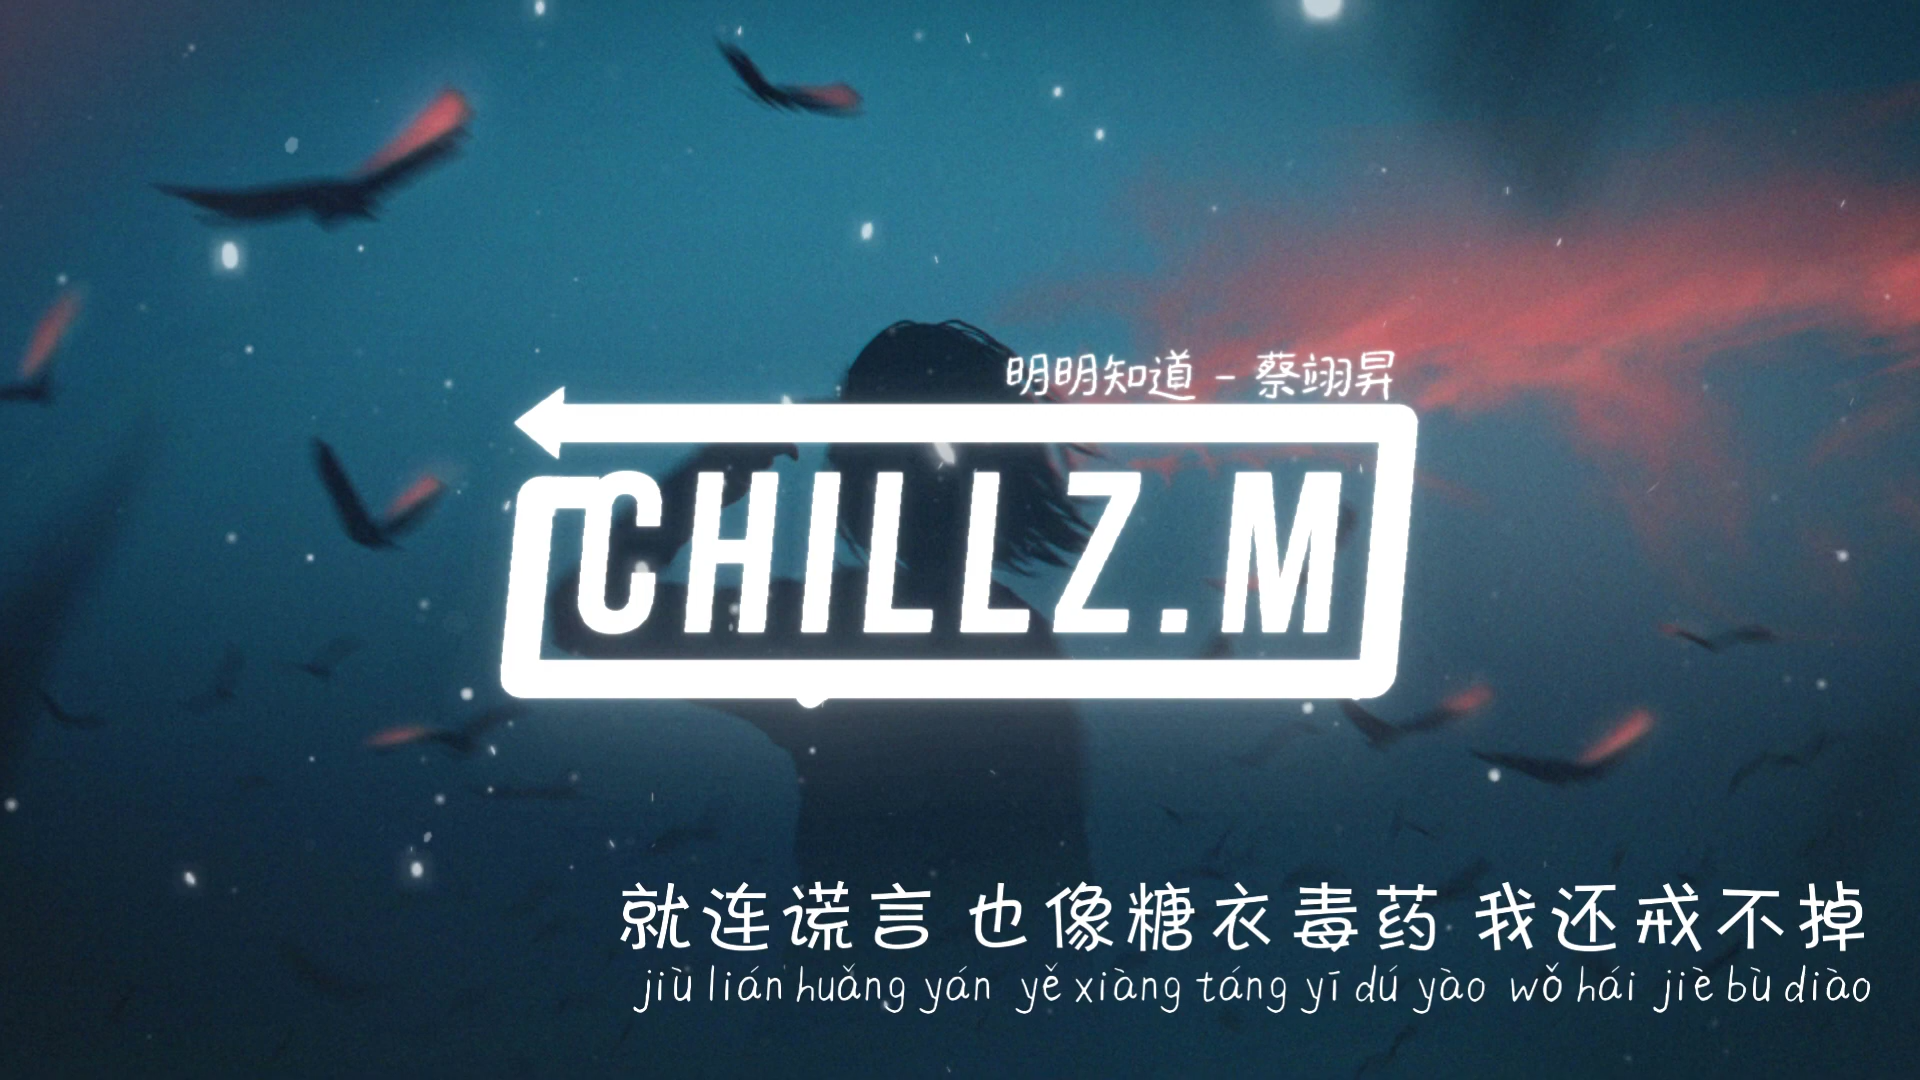 明明知道 - 蔡翊昇
CHILLZ.M
就连谎言 也像糖衣毒药 我还戒不掉
jiù lián huǎng yán yě xiàng táng yī dú yào wǒ hái jiè bù diào